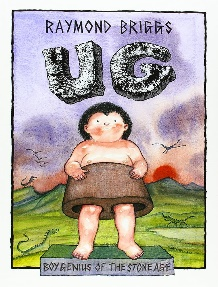 RAYMOND BRIGGS
UG
BOY GENIUS OF THE STONE AGE